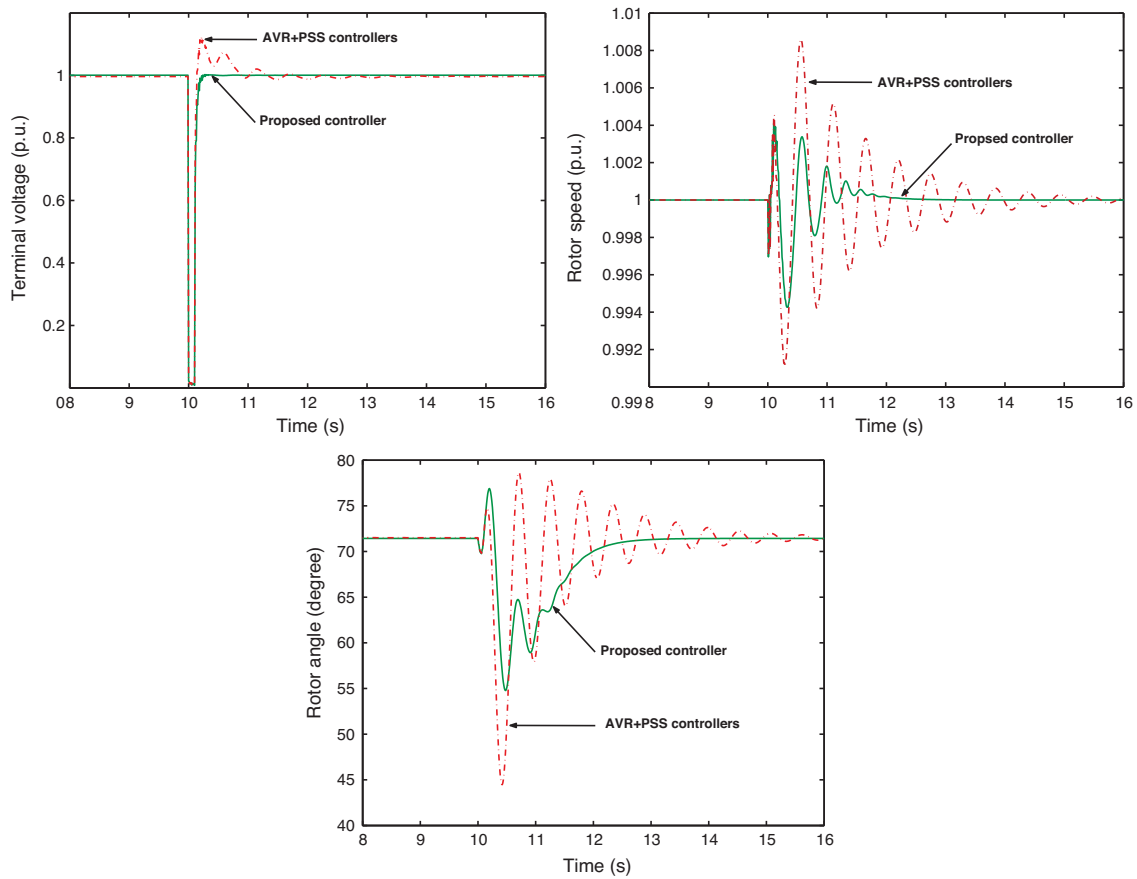 AVR+PSS controllers
Proposed controller
Terminal voltage (p.u.)
1
0.8
0.6
0.4
0.2
08 9 10 11 12 13 14 15 16
Time (s)
1.01
1.008
1.006
1.004
1.002
1
0.998
0.996
0.994
0.992
0.99
AVR+PSS controllers
Propsed controller
Rotor speed (p.u.)
8 9 10 11 12 13 14 15 16
Time (s)
80
75
70
65
60
55
50
45
40
Rotor angle (degree)
Proposed controller
AVR+PSS controllers
8 9 10 11 12 13 14 15 16
Time (s)